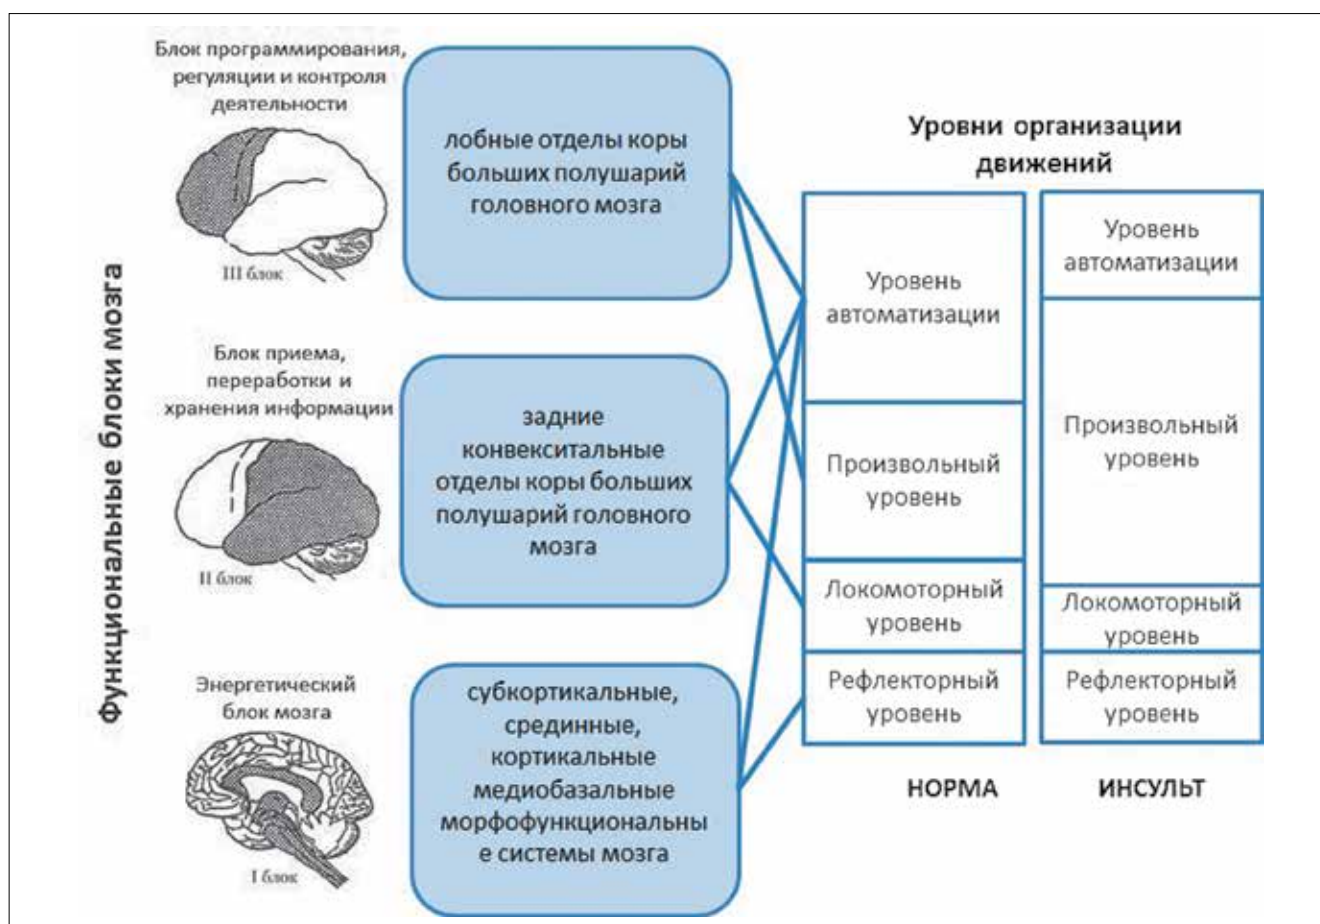 Функциональные блоки мозга
Блок программирования,
регуляции и контроля
деятельности
III блок
лобные отделы коры
больших полушарий
головного мозга
Блок приема,
переработки и
хранения информации
II блок
задние
конвекситальные
отделы коры больших
полушарий головного
мозга
Энергетический
блок мозга
I блок
субкортикальные,
срединные,
кортикальные
медиобазальные
морфофункциональны
е системы мозга
Уровни организации
движений
Уровень
автоматизации
Произвольный
уровень
Локомоторный
уровень
Рефлекторный
уровень
НОРМА
Уровень
автоматизации
Произвольный
уровень
Локомоторный
уровень
Рефлекторный
уровень
ИНСУЛЬТ